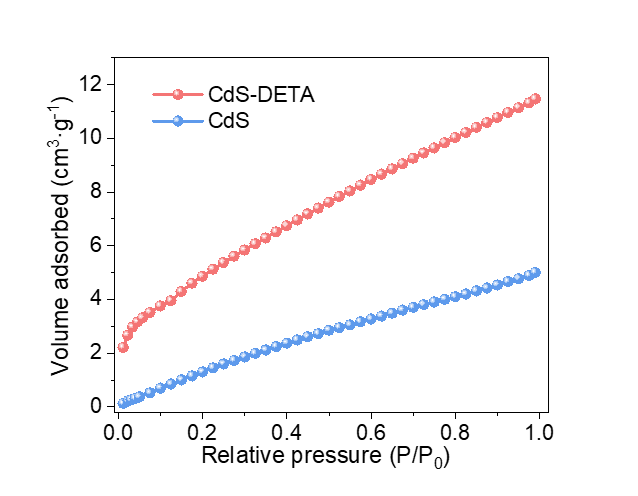 12
10
8
6
4
2
0
Volume adsorbed (cm³·g⁻¹)
CdS-DETA
CdS
0.0 0.2 0.4 0.6 0.8 1.0
Relative pressure (P/P₀)